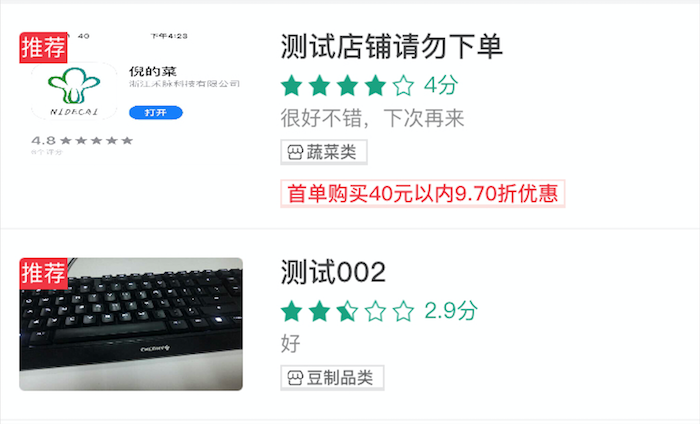 推荐
40 下午4:23
倪的菜
浙江禾脉科技有限公司
NIDECAI
打开
4.8
测试店铺请勿下单
4分
很好不错，下次再来
蔬菜类
首单购买40元以内9.70折优惠
推荐
CHERRY
测试002
2.9分
好
豆制品类